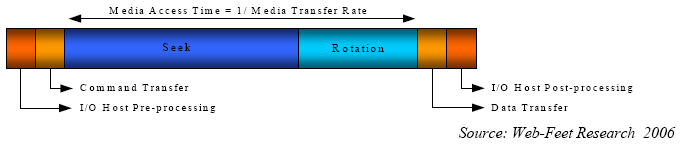 Media Access Time = 1/ Media Transfer Rate
Seek
Rotation
Command Transfer
I/O Host Post-processing
I/O Host Pre-processing
Data Transfer
Source: Web-Feet Research 2006